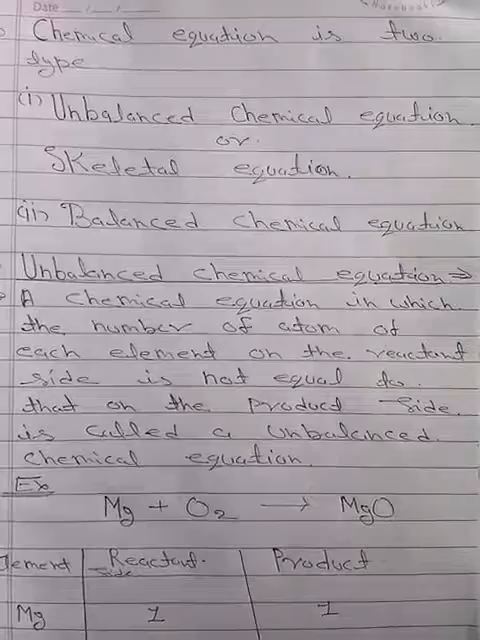 Date
Chemical equation is two
type
(i) Unbalanced Chemical equation
or
Skeletal equation.
(ii) Balanced chemical equation
Unbalanced chemical equation ⇒
A chemical equation in which
the number of atom of
each element on the reactant
side is not equal to
that on the product side.
is called a unbalanced
chemical equation.
Ex
Mg + O₂ → MgO
lement Reactant side Product
Mg 1 1